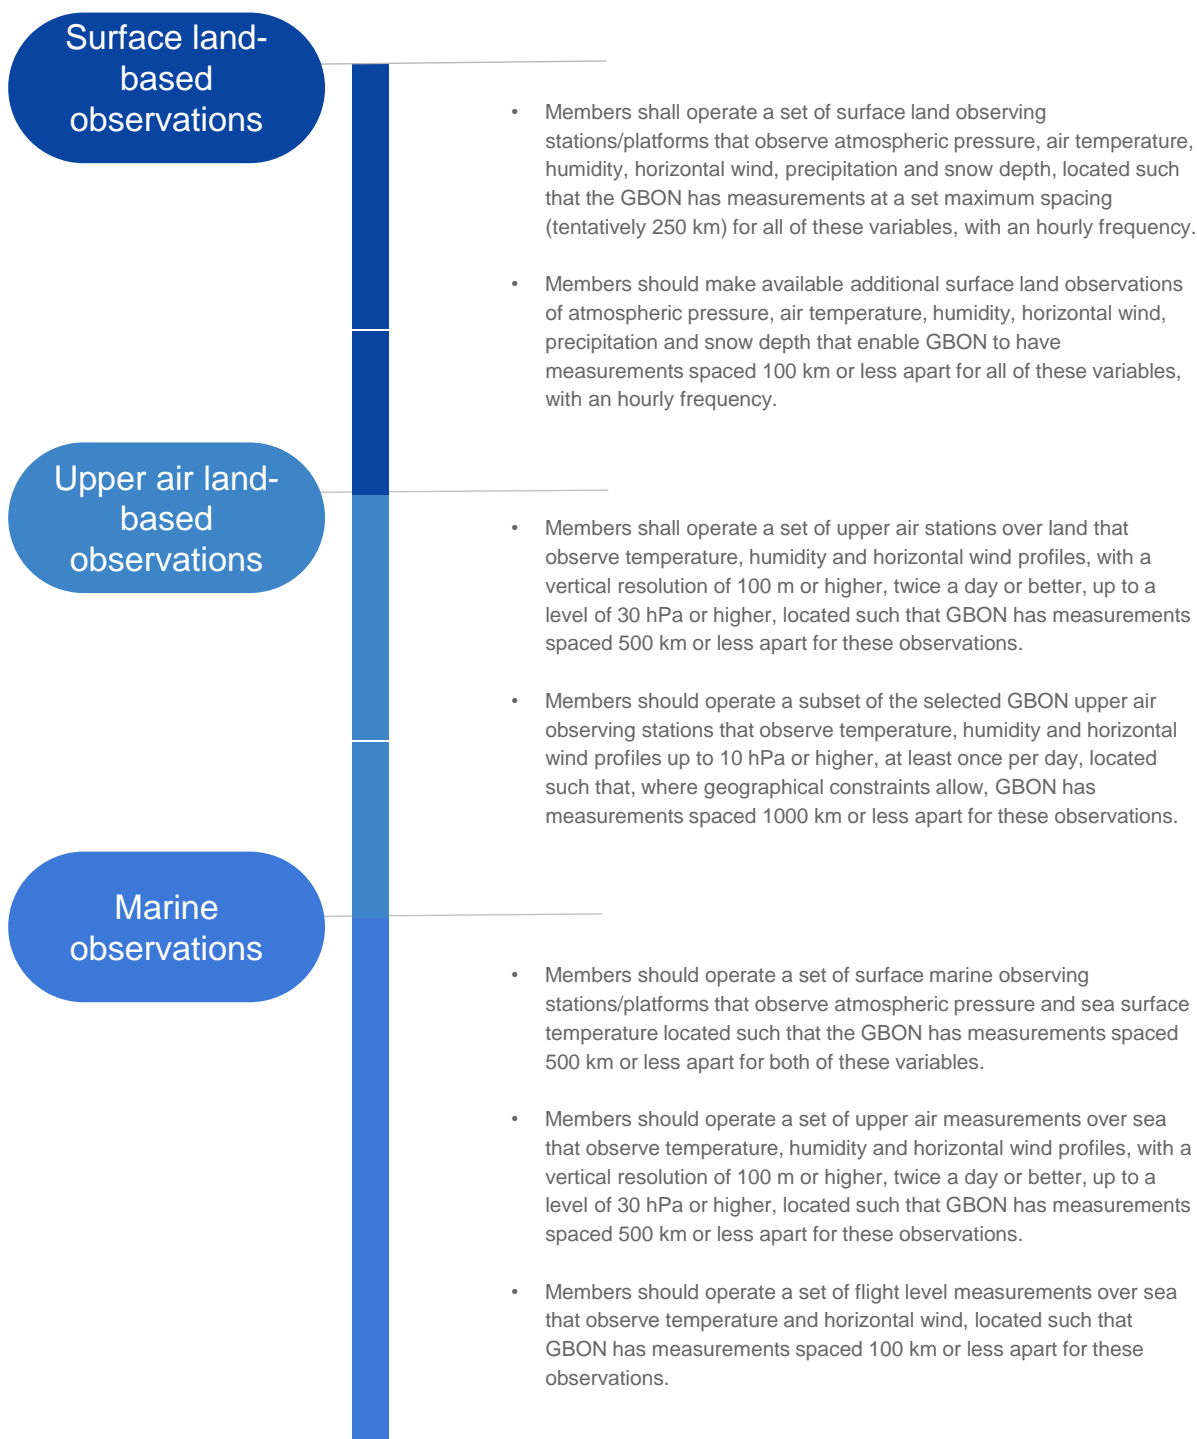 Surface land-
based
observations
• Members shall operate a set of surface land observing
stations/platforms that observe atmospheric pressure, air temperature,
humidity, horizontal wind, precipitation and snow depth, located such
that the GBON has measurements at a set maximum spacing
(tentatively 250 km) for all of these variables, with an hourly frequency.
• Members should make available additional surface land observations
of atmospheric pressure, air temperature, humidity, horizontal wind,
precipitation and snow depth that enable GBON to have
measurements spaced 100 km or less apart for all of these variables,
with an hourly frequency.
Upper air land-
based
observations
• Members shall operate a set of upper air stations over land that
observe temperature, humidity and horizontal wind profiles, with a
vertical resolution of 100 m or higher, twice a day or better, up to a
level of 30 hPa or higher, located such that GBON has measurements
spaced 500 km or less apart for these observations.
• Members should operate a subset of the selected GBON upper air
observing stations that observe temperature, humidity and horizontal
wind profiles up to 10 hPa or higher, at least once per day, located
such that, where geographical constraints allow, GBON has
measurements spaced 1000 km or less apart for these observations.
Marine
observations
• Members should operate a set of surface marine observing
stations/platforms that observe atmospheric pressure and sea surface
temperature located such that the GBON has measurements spaced
500 km or less apart for both of these variables.
• Members should operate a set of upper air measurements over sea
that observe temperature, humidity and horizontal wind profiles, with a
vertical resolution of 100 m or higher, twice a day or better, up to a
level of 30 hPa or higher, located such that GBON has measurements
spaced 500 km or less apart for these observations.
• Members should operate a set of flight level measurements over sea
that observe temperature and horizontal wind, located such that
GBON has measurements spaced 100 km or less apart for these
observations.